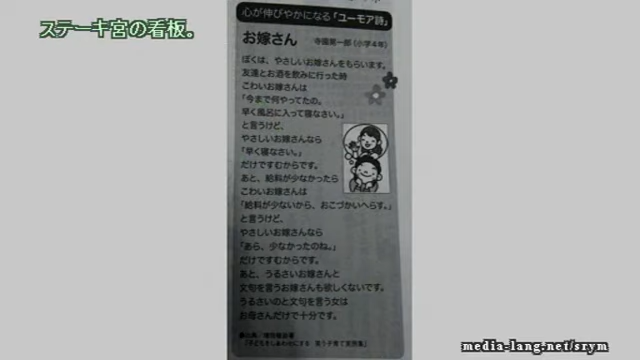 ステーキ宮の看板。
心が伸びやかになる「ユーモア詩」
お嫁さん
(小学4年)
ぼくは、やさしいお嫁さんをもらいます。
友達とお酒を飲みに行った時
こわいお嫁さんは
「今まで何やってたの。
早く風呂に入って寝なさい。」
と言うけど、
やさしいお嫁さんなら
「早く寝なさい。」
だけですむからです。
あと、給料が少なかったら
こわいお嫁さんは
「給料が少ないから、おこづかいへらす。」
と言うけど、
やさしいお嫁さんなら
「あら、少なかったのね。」
だけですむからです。
あと、うるさいお嫁さんと
文句を言うお嫁さんも欲しくないです。
うるさいのと文句を言う女は
お母さんだけで十分です。
media-lang.net/srym